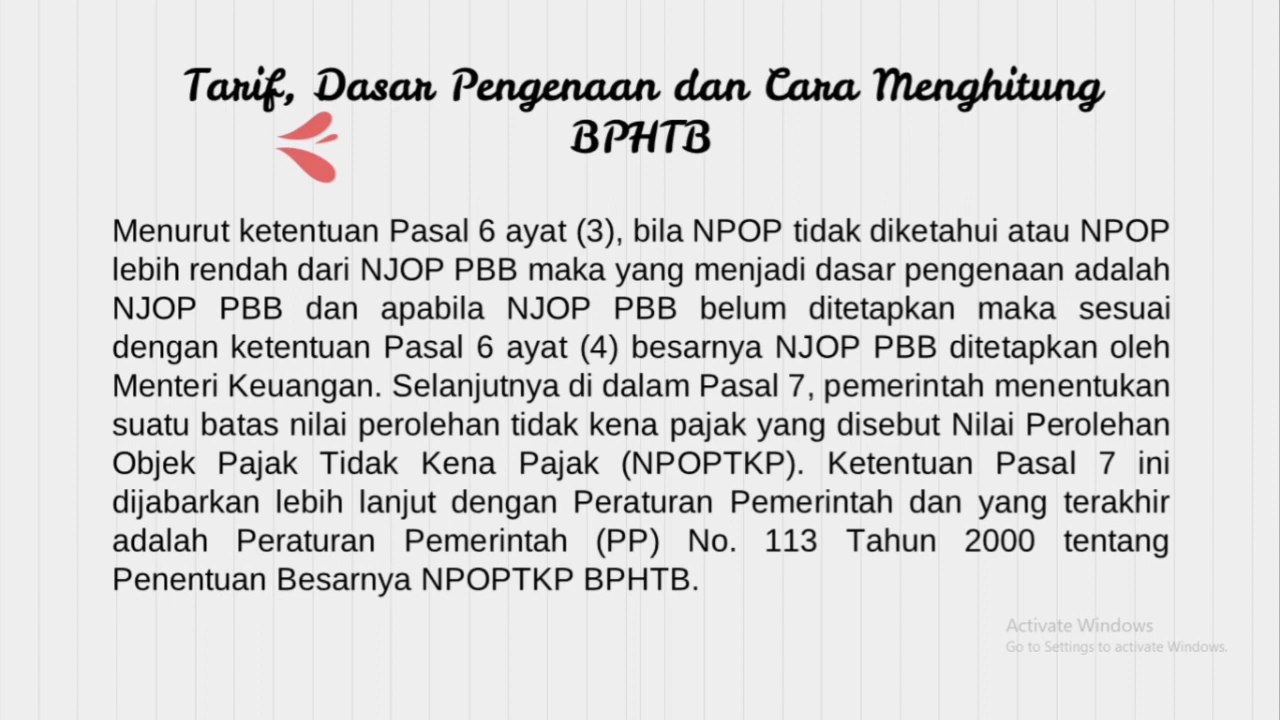 Tarif, Dasar Pengenaan dan Cara Menghitung
BPHTB
Menurut ketentuan Pasal 6 ayat (3), bila NPOP tidak diketahui atau NPOP
lebih rendah dari NJOP PBB maka yang menjadi dasar pengenaan adalah
NJOP PBB dan apabila NJOP PBB belum ditetapkan maka sesuai
dengan ketentuan Pasal 6 ayat (4) besarnya NJOP PBB ditetapkan oleh
Menteri Keuangan. Selanjutnya di dalam Pasal 7, pemerintah menentukan
suatu batas nilai perolehan tidak kena pajak yang disebut Nilai Perolehan
Objek Pajak Tidak Kena Pajak (NPOPTKP). Ketentuan Pasal 7 ini
dijabarkan lebih lanjut dengan Peraturan Pemerintah dan yang terakhir
adalah Peraturan Pemerintah (PP) No. 113 Tahun 2000 tentang
Penentuan Besarnya NPOPTKP BPHTB.
Activate Windows
Go to Settings to activate Windows.